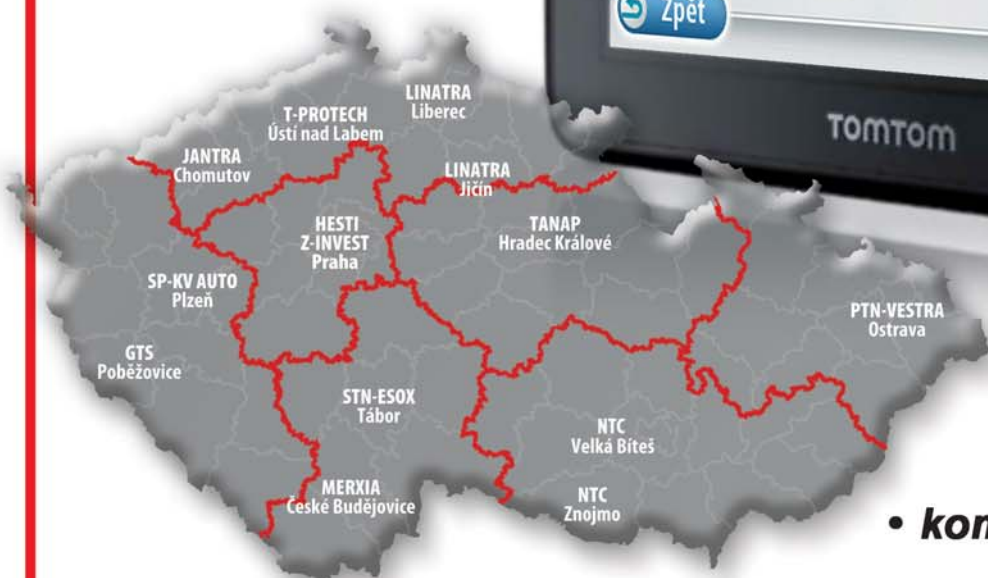 Zpět
TOMTOM
LINATRA
Liberec
T-PROTECH
Ústí nad Labem
JANTRA
Chomutov
LINATRA
Jičín
HESTI
Z-INVEST
Praha
TANAP
Hradec Králové
SP-KV AUTO
Plzeň
PTN-VESTRA
Ostrava
GTS
Poběžovice
STN-ESOX
Tábor
NTC
Velká Bíteš
MERXIA
České Budějovice
NTC
Znojmo